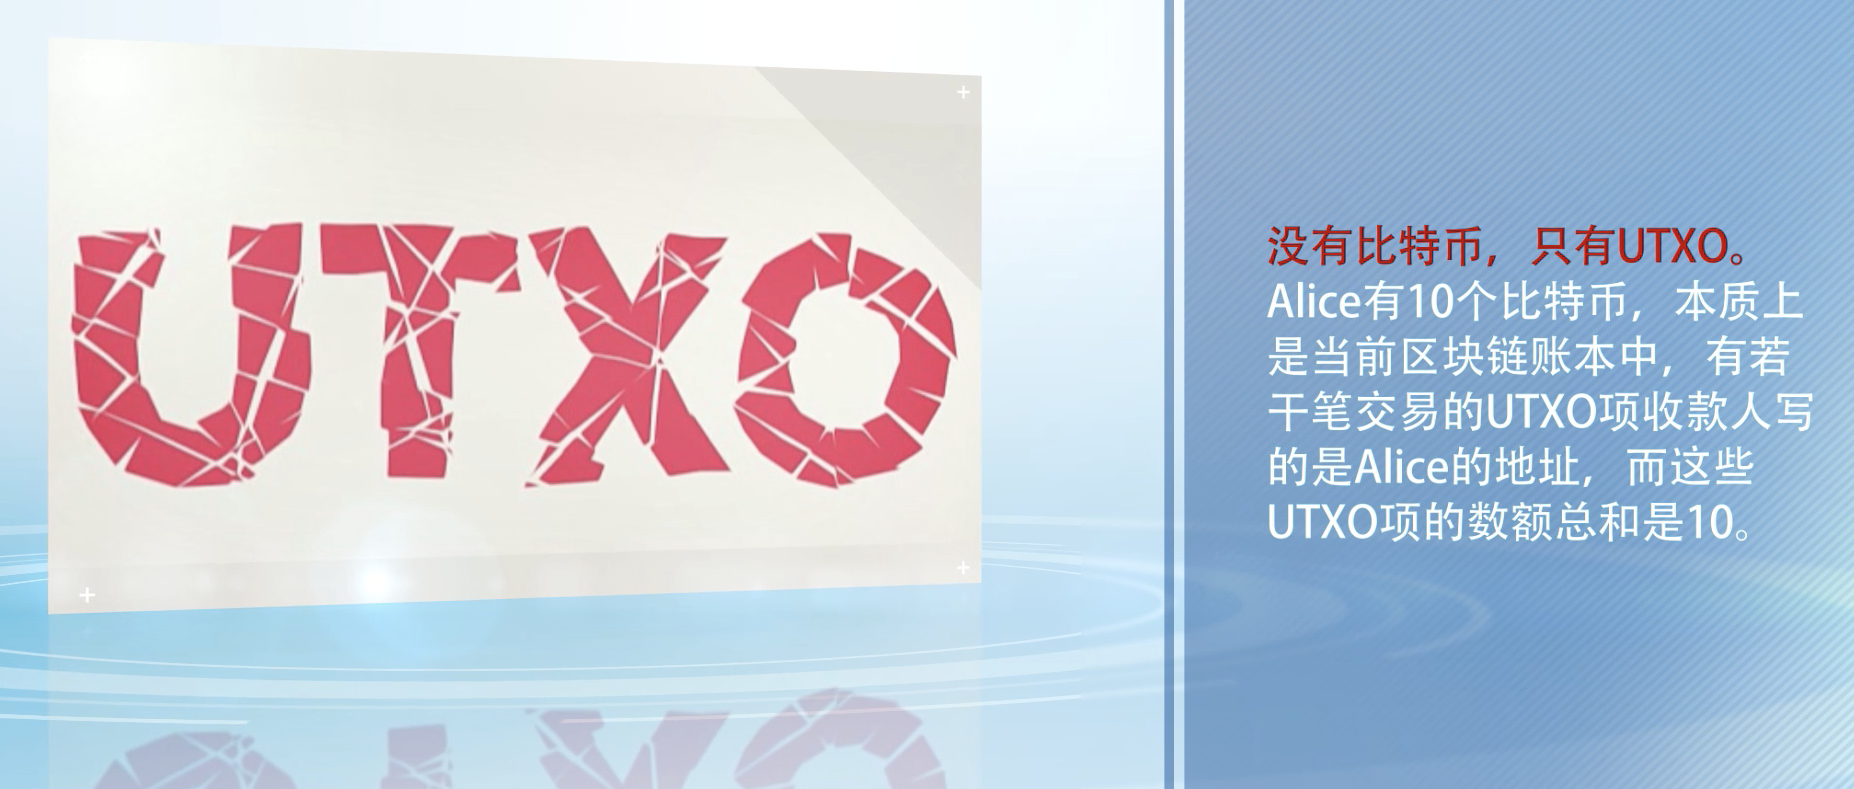 UTXO
没有比特币，只有UTXO。
Alice有10个比特币，本质上
是当前区块链账本中，有若
干笔交易的UTXO项收款人写
的是Alice的地址，而这些
UTXO项的数额总和是10。